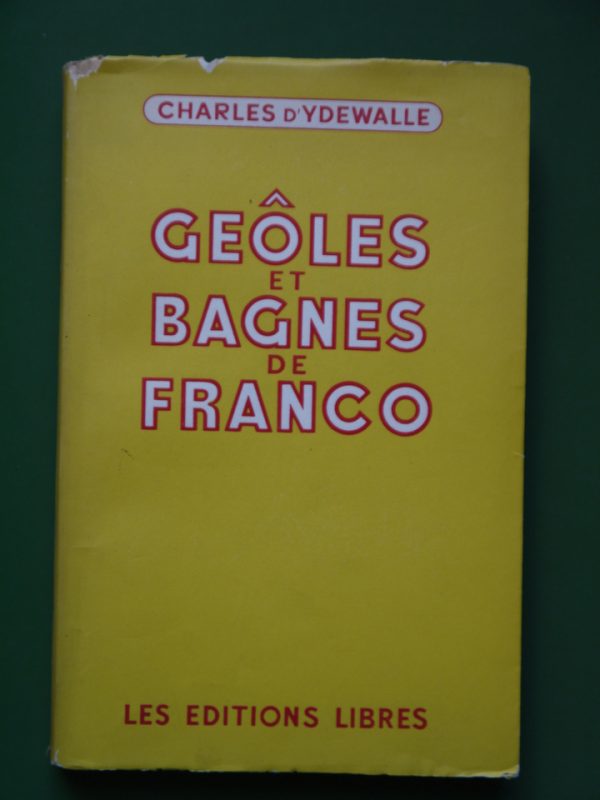 CHARLES D'YDEWALLE
GEÔLES
ET
BAGNES
DE
FRANCO
LES EDITIONS LIBRES